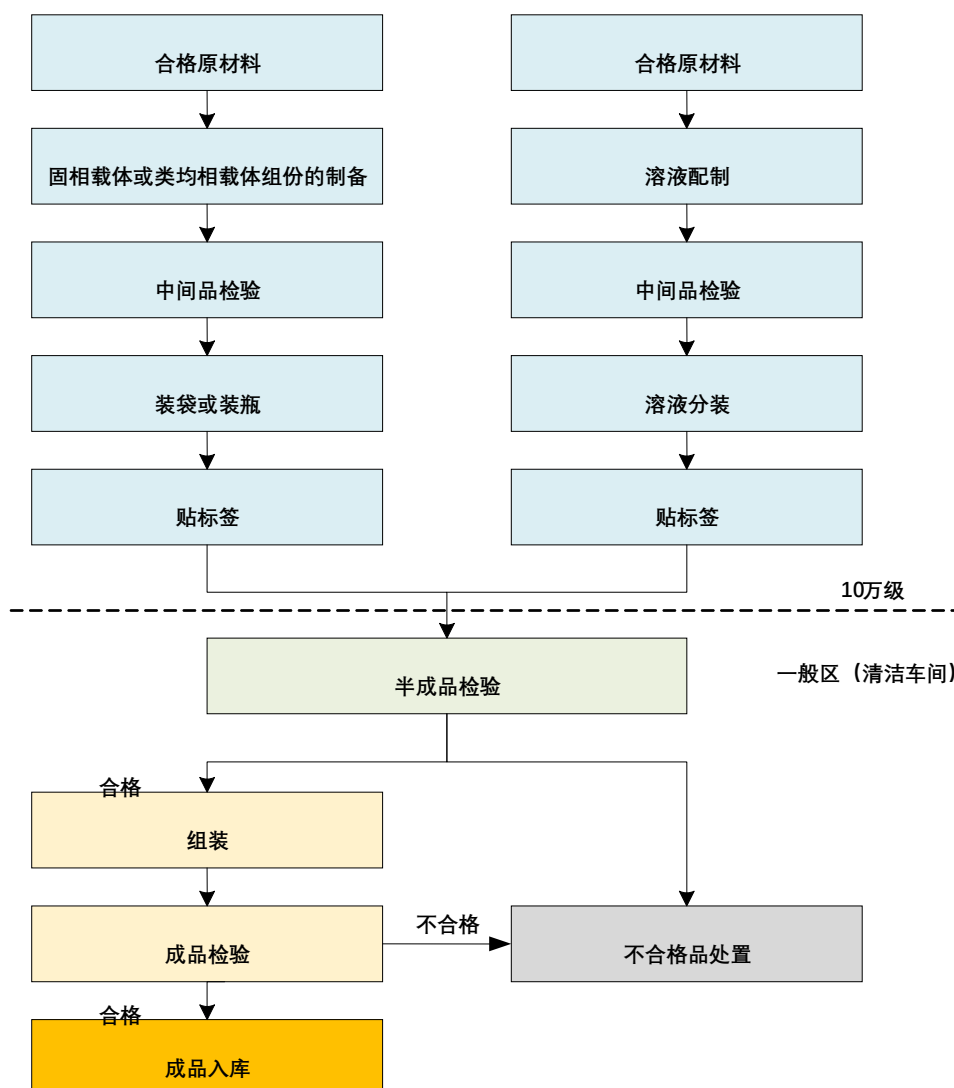 合格原材料
合格原材料
固相载体或类均相载体组份的制备
溶液配制
中间品检验
中间品检验
装袋或装瓶
溶液分装
贴标签
贴标签
10万级
半成品检验
一般区（清洁车间）
合格
组装
不合格
成品检验
不合格品处置
合格
成品入库